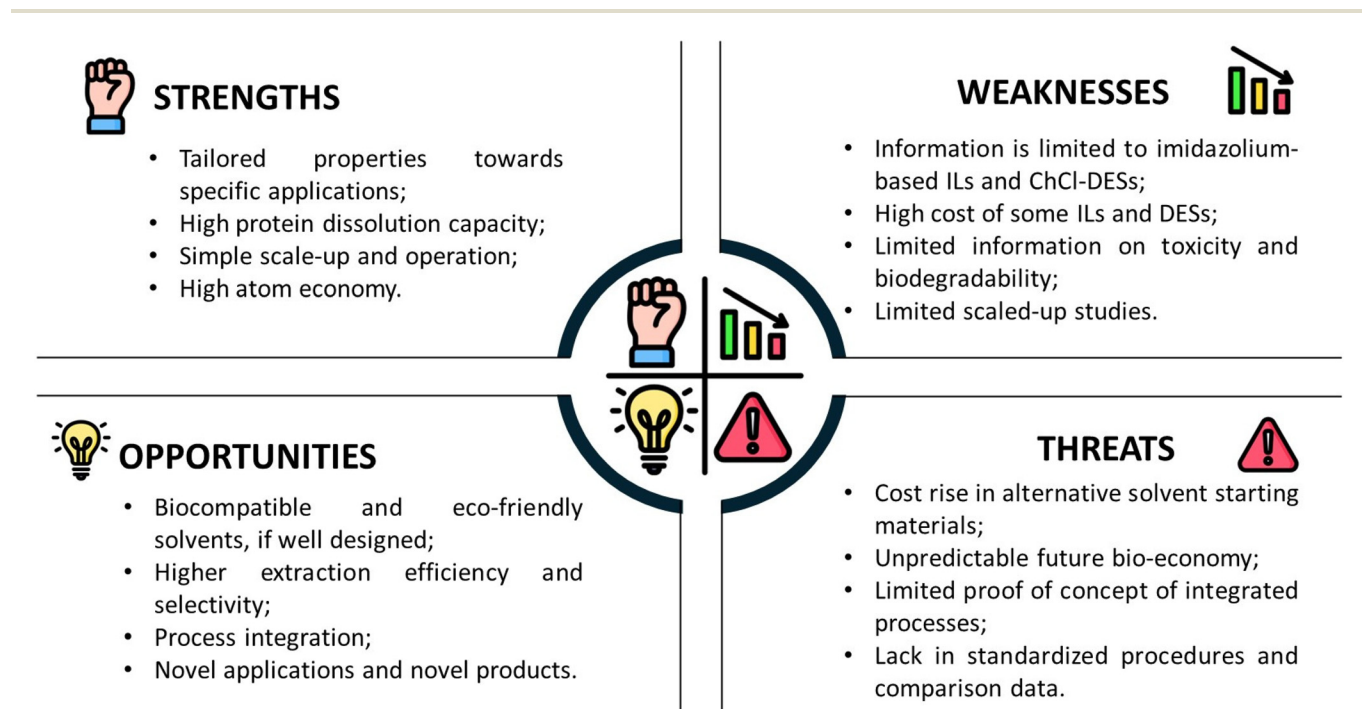 STRENGTHS
• Tailored properties towards
specific applications;
• High protein dissolution capacity;
• Simple scale-up and operation;
• High atom economy.
WEAKNESSES
• Information is limited to imidazolium-
based ILs and ChCl-DESs;
• High cost of some ILs and DESs;
• Limited information on toxicity and
biodegradability;
• Limited scaled-up studies.
OPPORTUNITIES
• Biocompatible and eco-friendly
solvents, if well designed;
• Higher extraction efficiency and
selectivity;
• Process integration;
• Novel applications and novel products.
THREATS
• Cost rise in alternative solvent starting
materials;
• Unpredictable future bio-economy;
• Limited proof of concept of integrated
processes;
• Lack in standardized procedures and
comparison data.